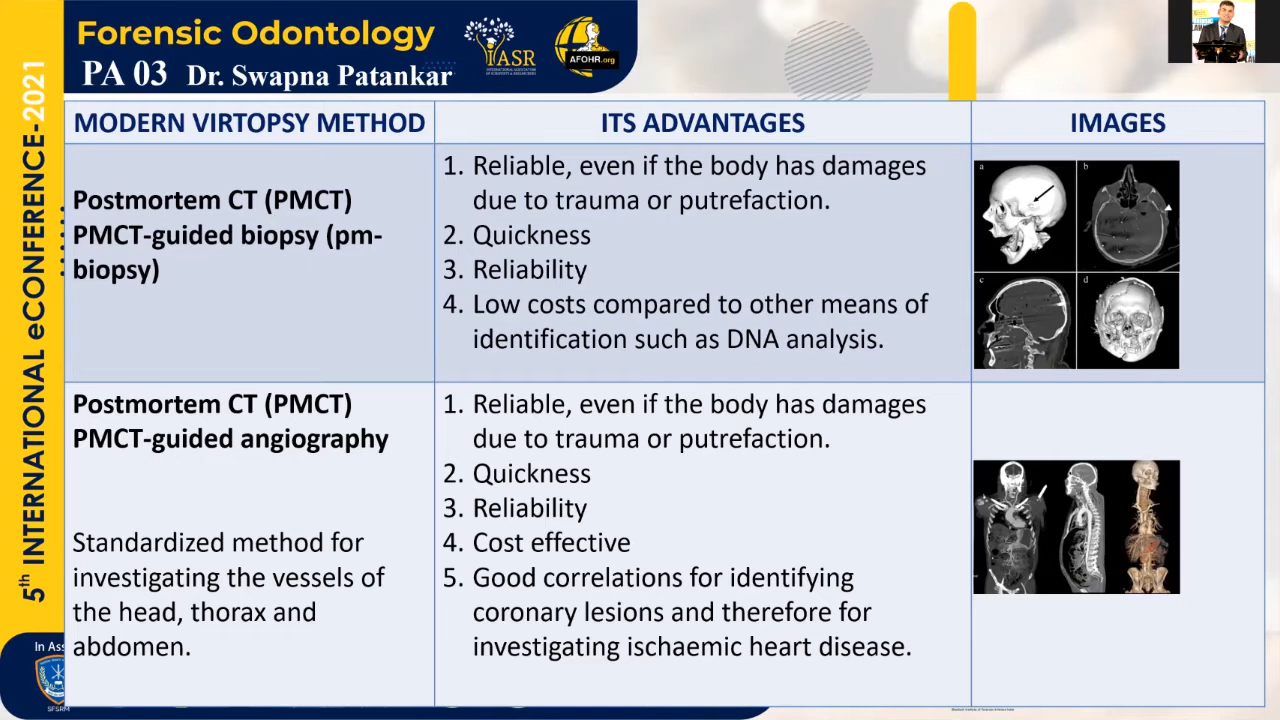 Forensic Odontology
PA 03 Dr. Swapna Patankar
IASR
AFOHR.org
5th INTERNATIONAL eCONFERENCE-2021
MODERN VIRTOPSY METHOD
ITS ADVANTAGES
IMAGES
Postmortem CT (PMCT)
PMCT-guided biopsy (pm-
biopsy)
1. Reliable, even if the body has damages
due to trauma or putrefaction.
2. Quickness
3. Reliability
4. Low costs compared to other means of
identification such as DNA analysis.
a
b
c
d
Postmortem CT (PMCT)
PMCT-guided angiography
Standardized method for
investigating the vessels of
the head, thorax and
abdomen.
1. Reliable, even if the body has damages
due to trauma or putrefaction.
2. Quickness
3. Reliability
4. Cost effective
5. Good correlations for identifying
coronary lesions and therefore for
investigating ischaemic heart disease.
In Ass
SFSRM